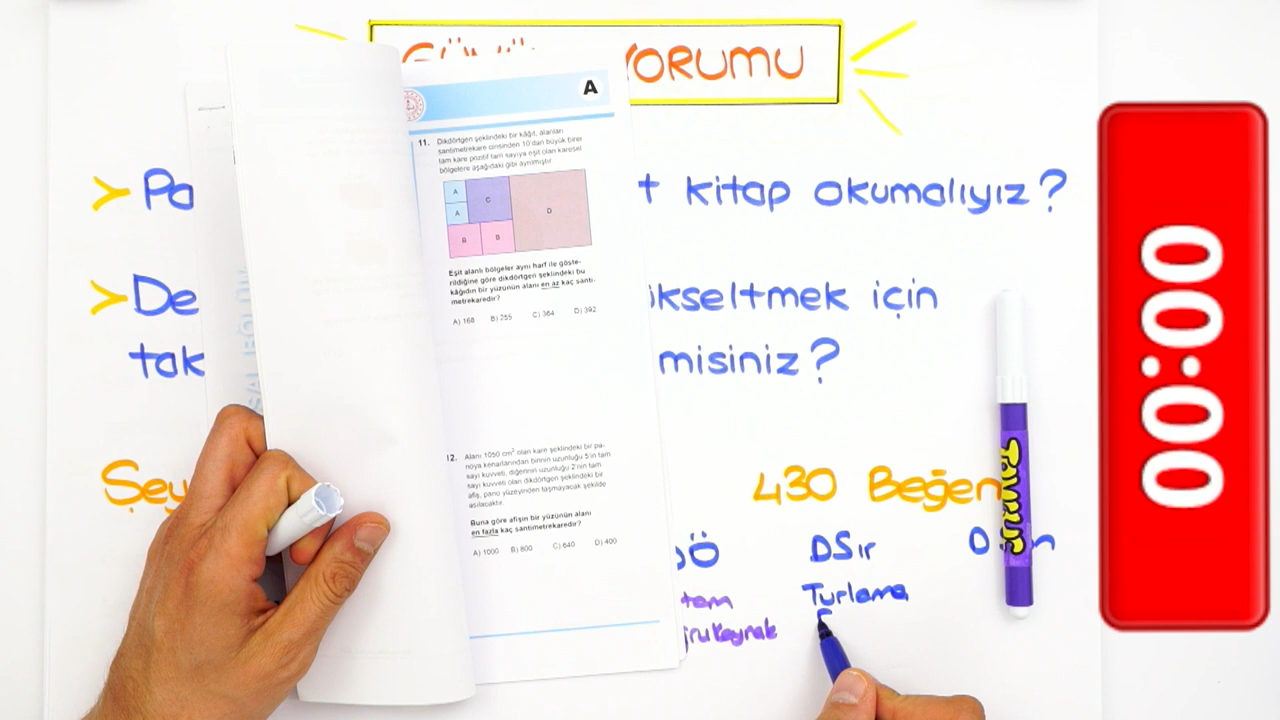 YORUMU
A
11. Dikdörtgen şeklindeki bir kâğıt, alanları
santimetrekare cinsinden 10'dan büyük birer
tam kare pozitif tam sayıya eşit olan karesel
bölgelere aşağıdaki gibi ayrılmıştır.
A
C
A
D
B B
Eşit alanlı bölgeler aynı harf ile göste-
rildiğine göre dikdörtgen şeklindeki bu
kâğıdın bir yüzünün alanı en az kaç santi-
metrekaredir?
A) 168 B) 255 C) 364 D) 392
12. Alanı 1050 cm² olan kare şeklindeki bir pa-
noya kenarlarından birinin uzunluğu 5'in tam
sayı kuvveti, diğerinin uzunluğu 2'nin tam
sayı kuvveti olan dikdörtgen şeklindeki bir
afiş, pano yüzeyinden taşmayacak şekilde
asılacaktır.
Buna göre afişin bir yüzünün alanı
en fazla kaç santimetrekaredir?
A) 1000 B) 800 C) 640 D) 400
Pa t kitap okumalıyız?
De kseltmek için
tak misiniz?
Şey 430 Beğen
DSır
Turlama
00:00